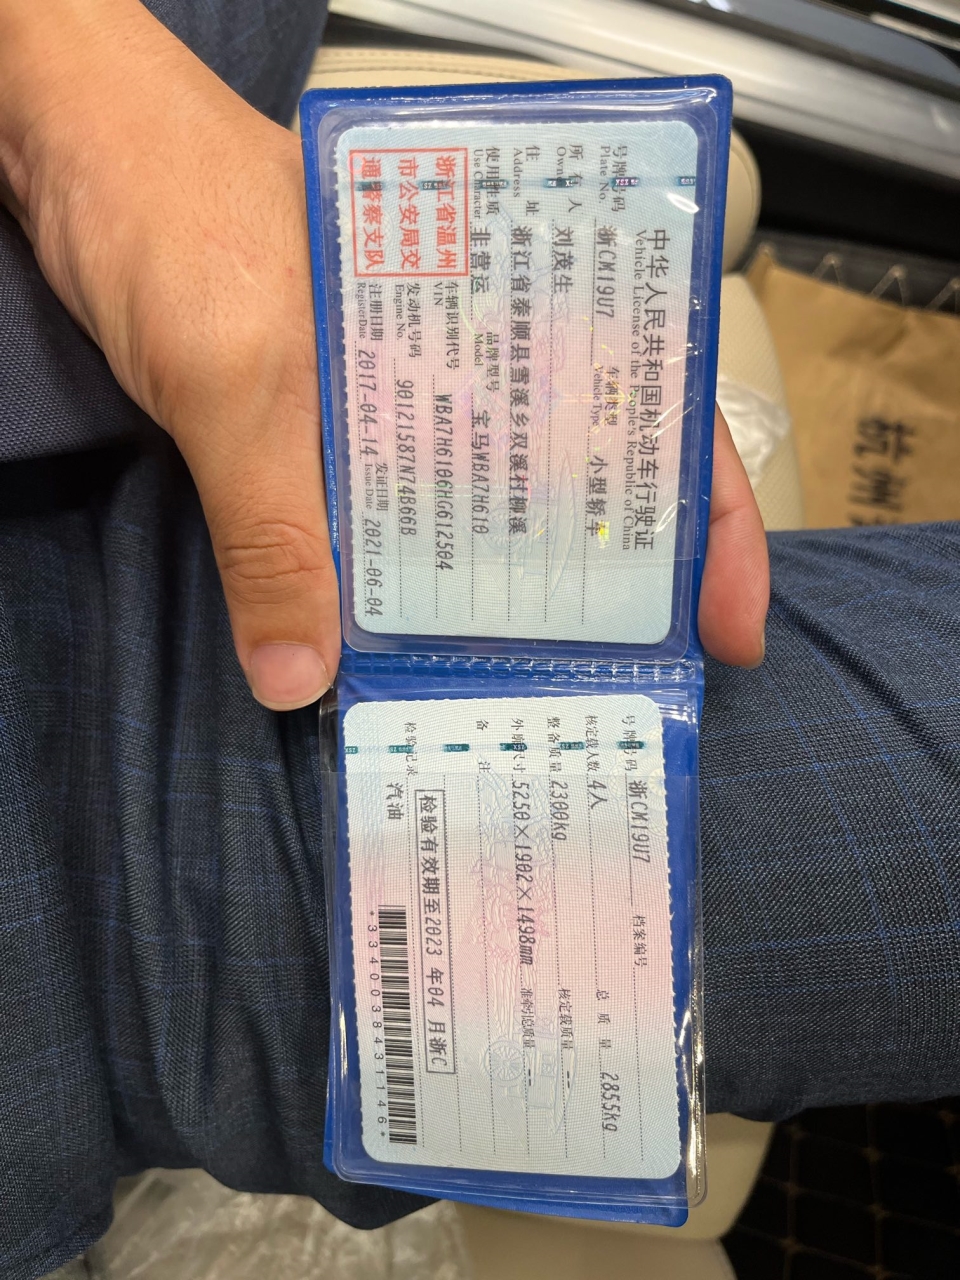 中华人民共和国机动车行驶证
Vehicle License of the People's Republic of China
号牌号码 浙CM19U7 车辆类型 小型轿车
Plate No. Vehicle Type
所有人 刘茂生
Owner
住址 浙江省泰顺县雪溪乡双溪村柳溪
Address
使用性质 非营运 品牌型号 宝马WBA7H610
Use Character Model
浙江省温州
市公安局交
通警察支队
车辆识别代号 WBA7H6106HG612504
VIN
发动机号码 90121587N74B66B
Engine No.
注册日期 2017-04-14 发证日期 2021-06-04
Register Date Issue Date
号牌号码 浙CM19U7 档案编号
核定载人数 4人 总质量 2855kg
整备质量 2300kg 核定载质量 --
外廓尺寸 5250×1902×1498mm 准牵引总质量 --
备注
检验有效期至2023年04月浙C
检验记录 汽油
*3340038431146*
杭州